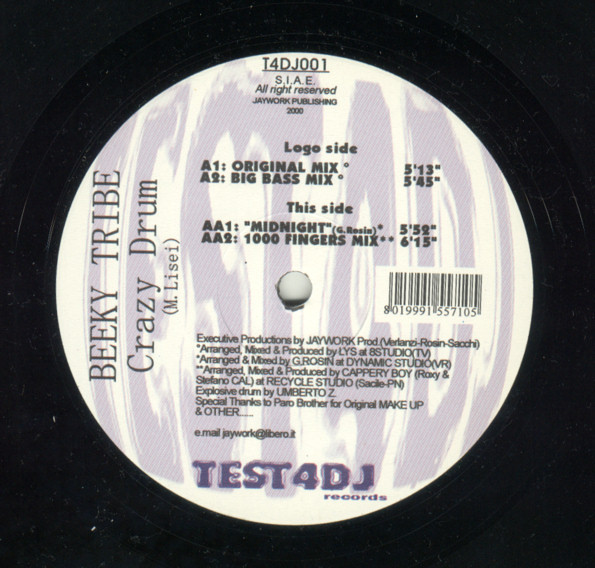 T4DJ001
S.I.A.E.
All right reserved
JAYWORK PUBLISHING
2000
Logo side
A1: ORIGINAL MIX ° 5'13"
A2: BIG BASS MIX ° 5'45"
This side
AA1: "MIDNIGHT"(G.Rosin)* 5'52"
AA2: 1000 FINGERS MIX** 6'15"
BEEKY TRIBE
Crazy Drum
(M.Lisei)
8019991557105
Executive Productions by JAYWORK Prod.(Verlanzi-Rosin-Sacchi)
°Arranged, Mixed & Produced by LYS at 8STUDIO(TV)
*Arranged & Mixed by G,ROSIN at DYNAMIC STUDIO(VR)
**Arranged, Mixed & Produced by CAPPERY BOY (Roxy &
Stefano CAL) at RECYCLE STUDIO (Sacile-PN)
Explosive drum by UMBERTO Z.
Special Thanks to Paro Brother for Original MAKE UP
& OTHER......
e.mail jaywork@libero.it
TEST4DJ
records